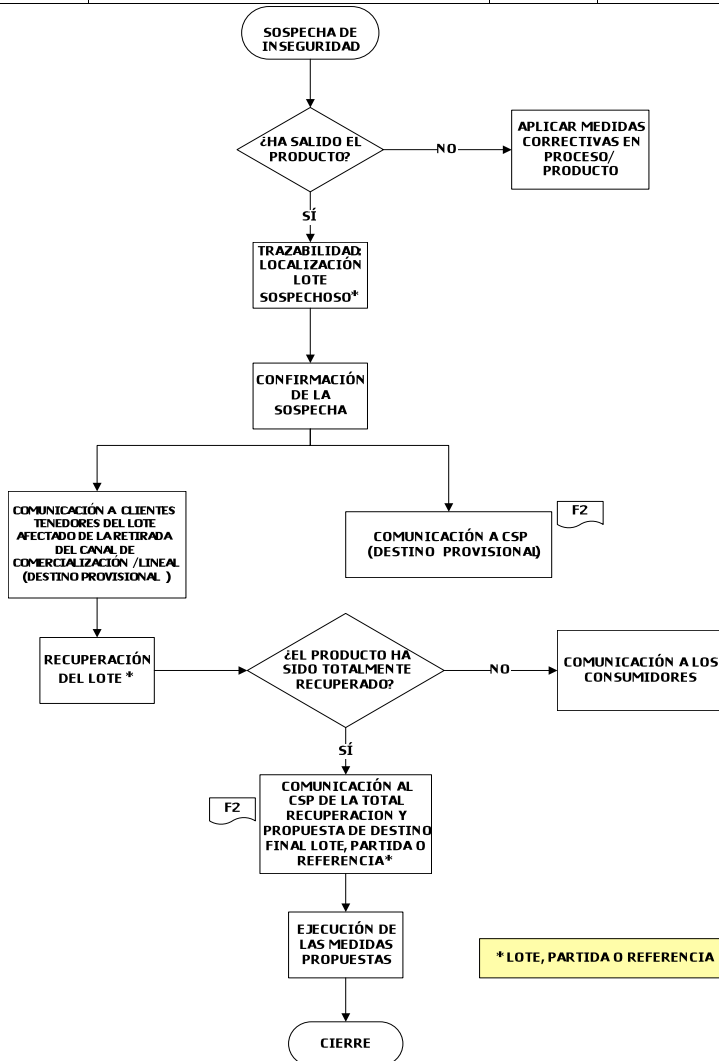 SOSPECHA DE
INSEGURIDAD
¿HA SALIDO EL
PRODUCTO?
NO
APLICAR MEDIDAS
CORRECTIVAS EN
PROCESO/
PRODUCTO
SÍ
TRAZABILIDAD:
LOCALIZACIÓN
LOTE
SOSPECHOSO*
CONFIRMACIÓN
DE LA
SOSPECHA
COMUNICACIÓN A CLIENTES
TENEDORES DEL LOTE
AFECTADO DE LA RETIRADA
DEL CANAL DE
COMERCIALIZACIÓN /LINEAL
(DESTINO PROVISIONAL )
F2
COMUNICACIÓN A CSP
(DESTINO PROVISIONAL)
RECUPERACIÓN
DEL LOTE *
¿EL PRODUCTO HA
SIDO TOTALMENTE
RECUPERADO?
NO
COMUNICACIÓN A LOS
CONSUMIDORES
SÍ
F2
COMUNICACIÓN AL
CSP DE LA TOTAL
RECUPERACION Y
PROPUESTA DE DESTINO
FINAL LOTE, PARTIDA O
REFERENCIA*
EJECUCIÓN DE
LAS MEDIDAS
PROPUESTAS
* LOTE, PARTIDA O REFERENCIA
CIERRE